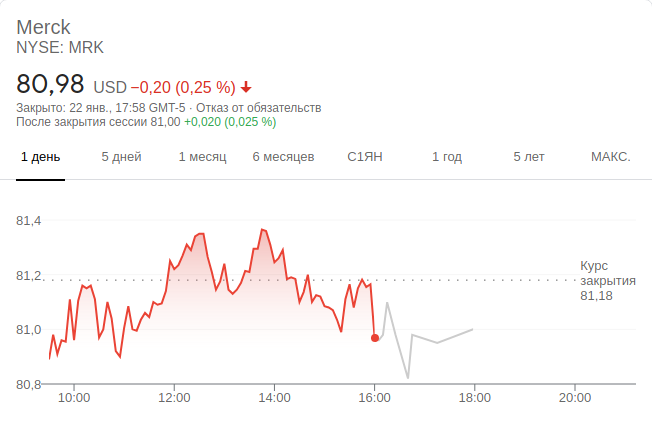 Merck
NYSE: MRK
80,98 USD −0,20 (0,25 %)
Закрыто: 22 янв., 17:58 GMT-5 · Отказ от обязательств
После закрытия сессии 81,00 +0,020 (0,025 %)
1 день 5 дней 1 месяц 6 месяцев С1ЯН 1 год 5 лет МАКС.
81,4
81,2
81,0
80,8
Курс
закрытия
81,18
10:00 12:00 14:00 16:00 18:00 20:00